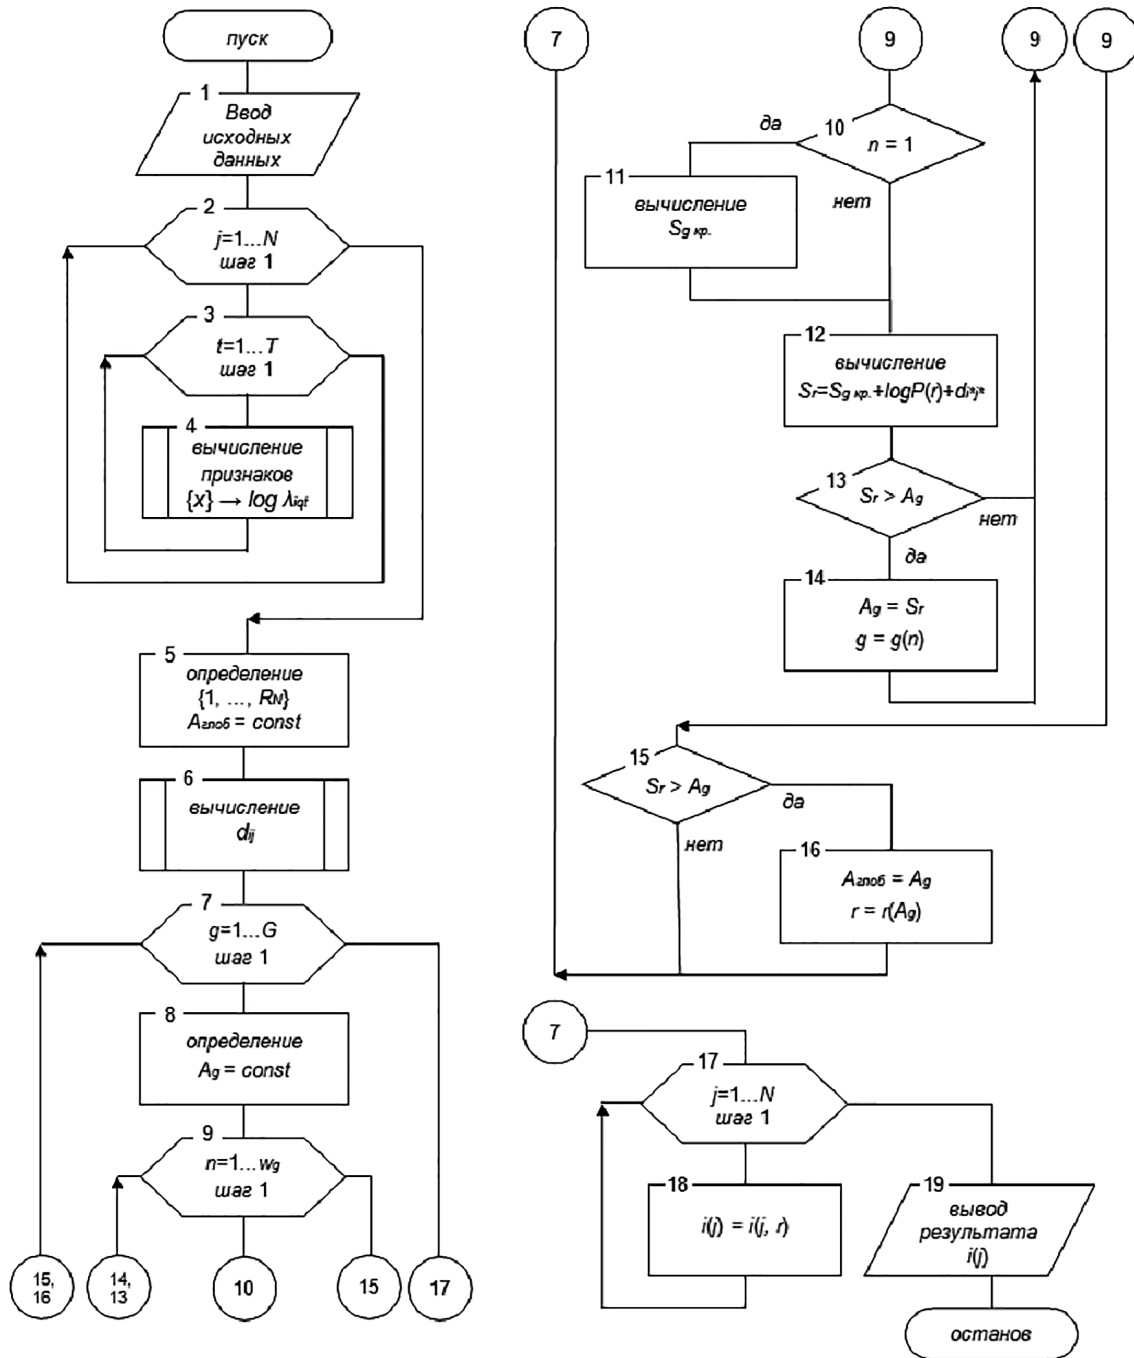 пуск
1
Ввод
исходных
данных
2
j=1...N
шаг 1
3
t=1...T
шаг 1
4
вычисление
признаков
{x} → log λijqt
5
определение
{1, ..., RN}
Aглоб = const
6
вычисление
dij
7
g=1...G
шаг 1
8
определение
Ag = const
9
n=1...wg
шаг 1
15,
16
14,
13
10
15
17
7
9
9
9
10
n = 1
да
нет
11
вычисление
Sg кр.
12
вычисление
Sr=Sg кр.+logP(r)+di*j*
13
Sr > Ag
нет
да
14
Ag = Sr
g = g(n)
15
Sr > Ag
да
нет
16
Aглоб = Ag
r = r(Ag)
7
17
j=1...N
шаг 1
18
i(j) = i(j, r)
19
вывод
результата
i(j)
останов